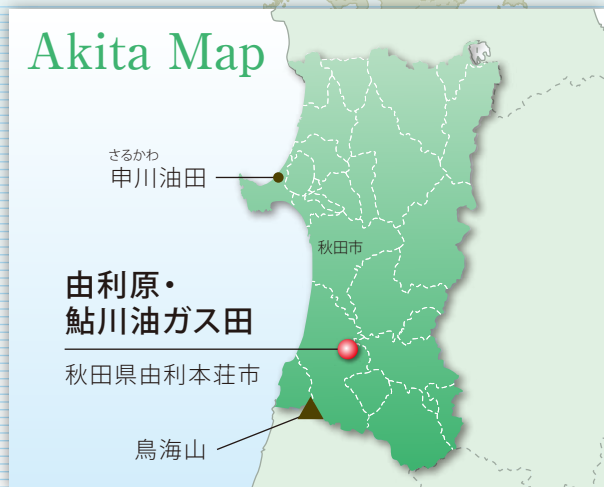 Akita Map
さるかわ
申川油田
秋田市
由利原・
鮎川油ガス田
秋田県由利本荘市
鳥海山